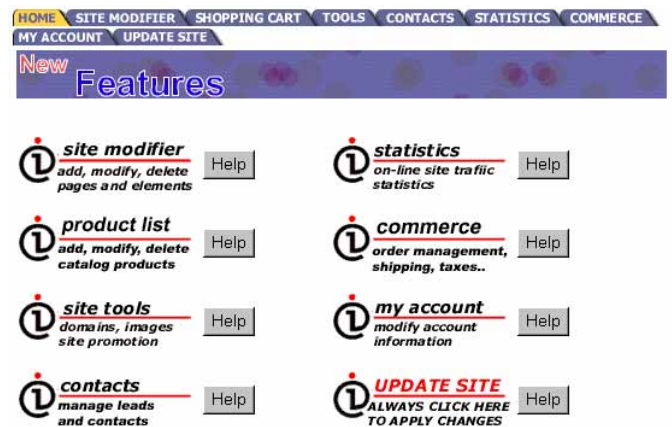 HOME SITE MODIFIER SHOPPING CART TOOLS CONTACTS STATISTICS COMMERCE
MY ACCOUNT UPDATE SITE
New
Features
site modifier
add, modify, delete
pages and elements
Help
statistics
on-line site trafiic
statistics
Help
product list
add, modify, delete
catalog products
Help
commerce
order management,
shipping, taxes..
Help
site tools
domains, images
site promotion
Help
my account
modify account
information
Help
contacts
manage leads
and contacts
Help
UPDATE SITE
ALWAYS CLICK HERE
TO APPLY CHANGES
Help